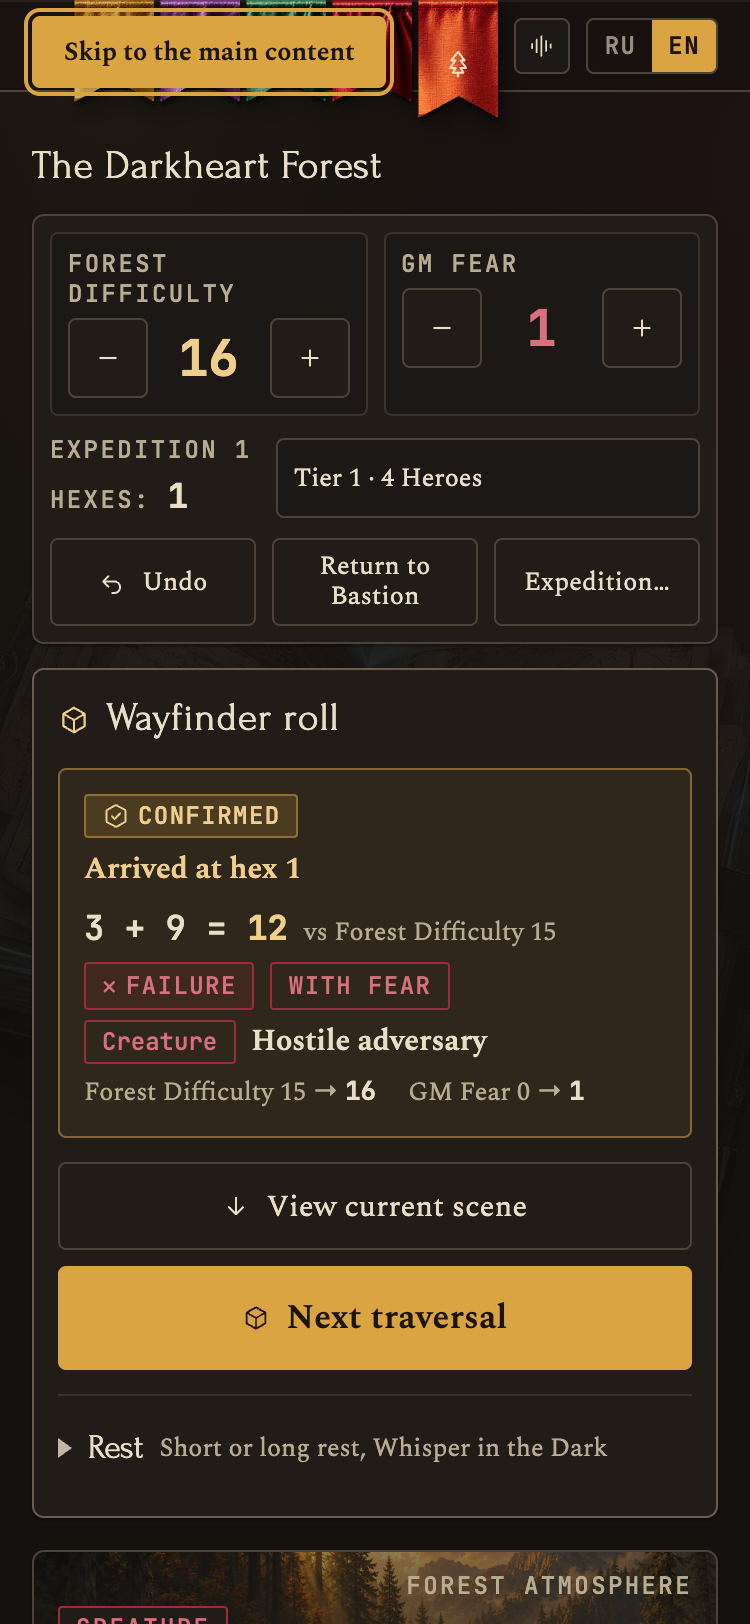 Skip to the main content
RU EN
The Darkheart Forest
FOREST DIFFICULTY
− 16 +
GM FEAR
− 1 +
EXPEDITION 1
HEXES: 1
Tier 1 · 4 Heroes
Undo
Return to
Bastion
Expedition…
Wayfinder roll
CONFIRMED
Arrived at hex 1
3 + 9 = 12 vs Forest Difficulty 15
× FAILURE WITH FEAR
Creature Hostile adversary
Forest Difficulty 15 → 16 GM Fear 0 → 1
↓ View current scene
Next traversal
Rest Short or long rest, Whisper in the Dark
FOREST ATMOSPHERE
CREATURE